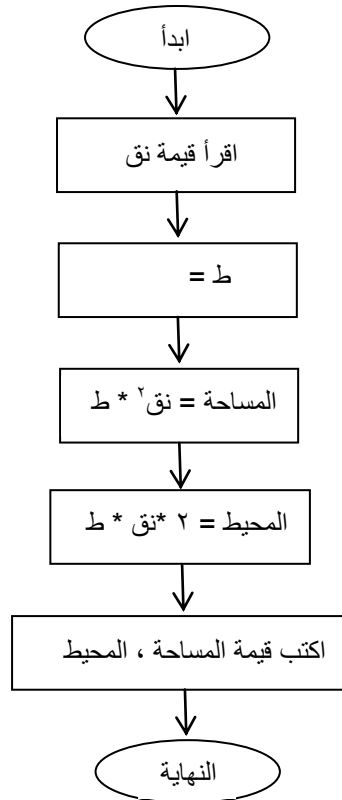 ابدأ
اقرأ قيمة نق
ط =
المساحة = نق٢ * ط
المحيط = ٢ *نق * ط
اكتب قيمة المساحة ، المحيط
النهاية